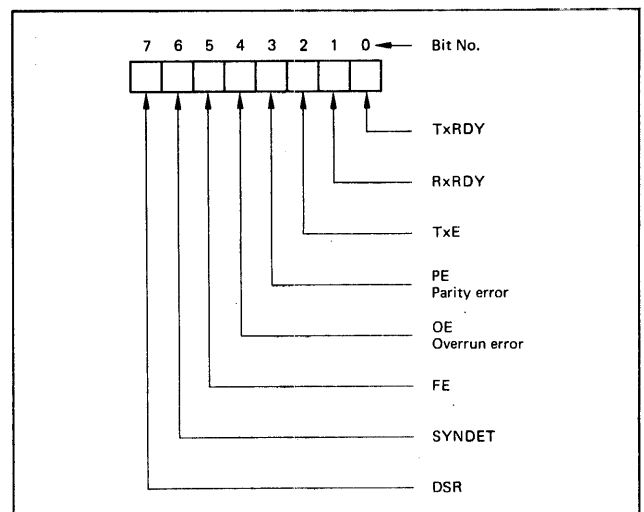 7 6 5 4 3 2 1 0 Bit No.
TxRDY
RxRDY
TxE
PE
Parity error
OE
Overrun error
FE
SYNDET
DSR